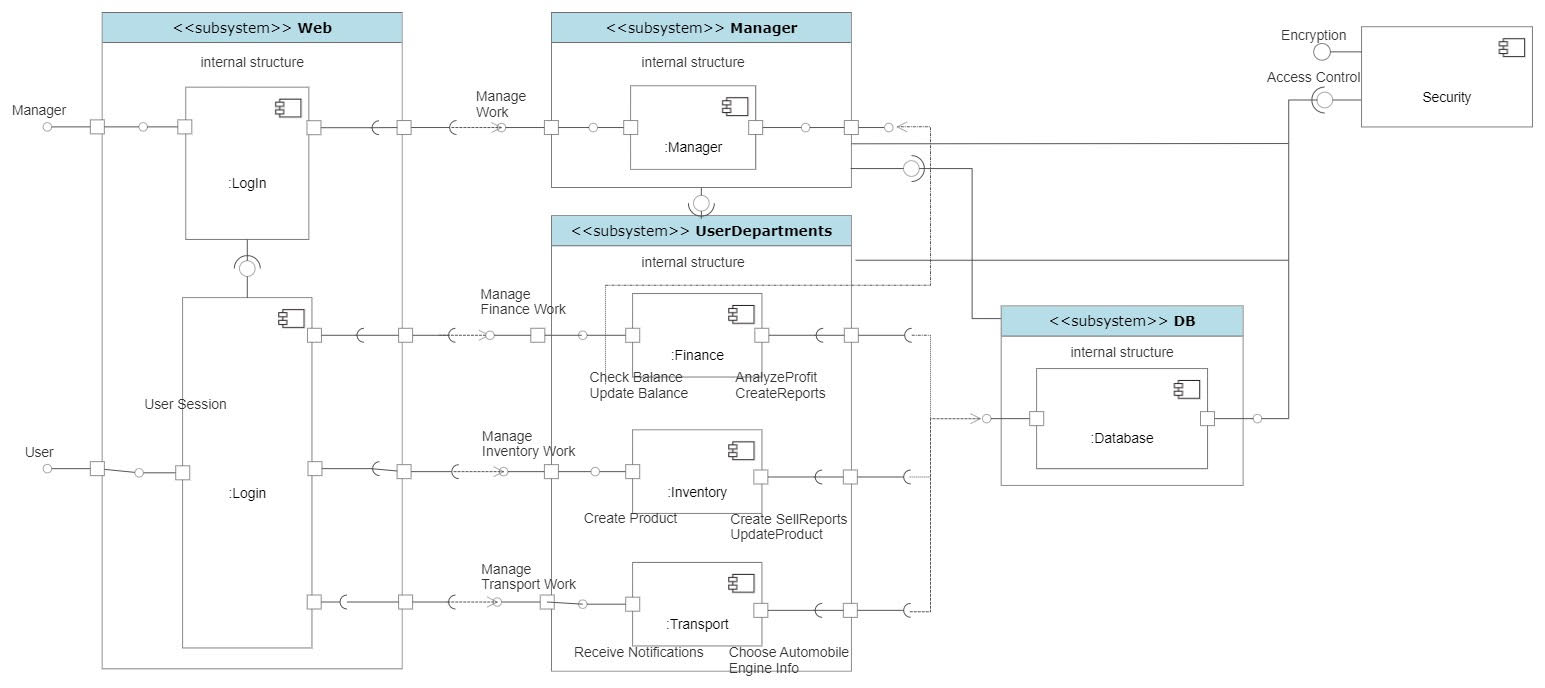 <<subsystem>> Web
<<subsystem>> Manager
Encryption
internal structure
internal structure
Access Control
Manager
Manage
Work
Security
:Manager
:LogIn
<<subsystem>> UserDepartments
internal structure
Manage
Finance Work
<<subsystem>> DB
internal structure
:Finance
Check Balance
Update Balance
AnalyzeProfit
CreateReports
User Session
:Database
User
Manage
Inventory Work
:Login
:Inventory
Create Product
Create SellReports
UpdateProduct
Manage
Transport Work
:Transport
Receive Notifications
Choose Automobile
Engine Info